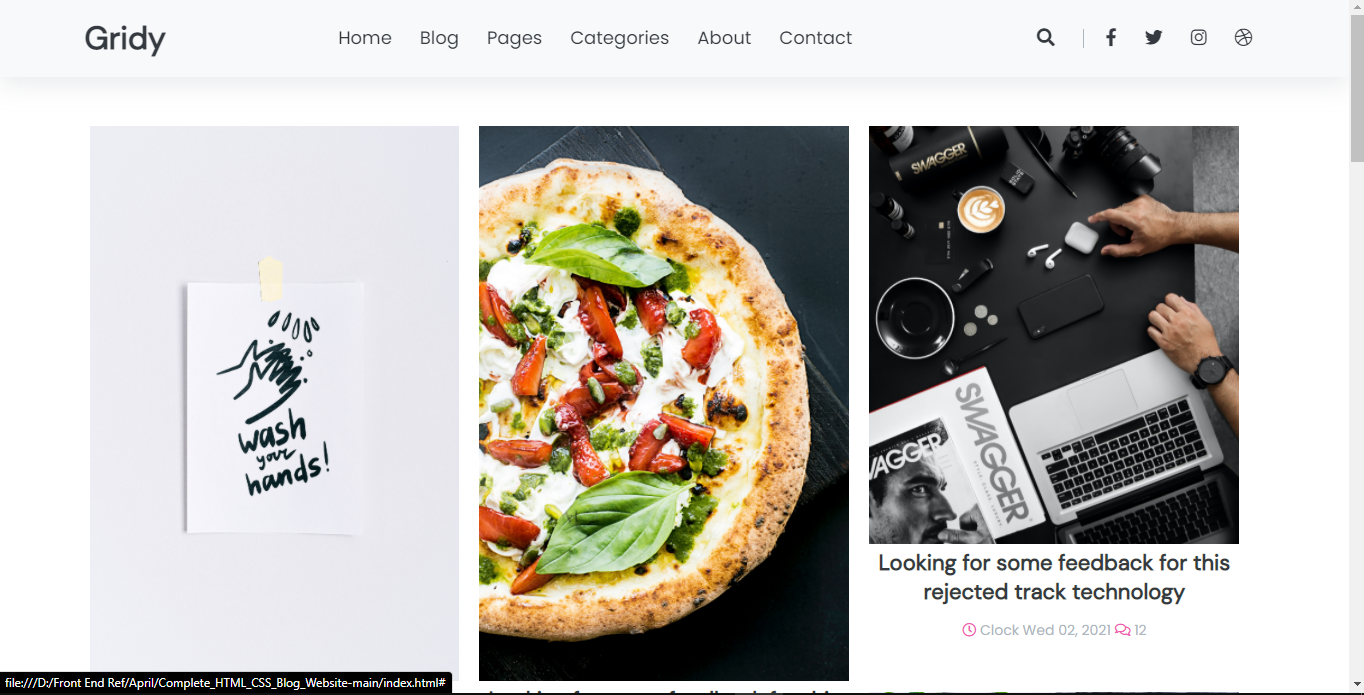 Gridy
Home Blog Pages Categories About Contact
wash
your
hands!
SWAGGER
SWAGGER
SWAGGER
Looking for some feedback for this
rejected track technology
Clock Wed 02, 2021 12
file:///D:/Front End Ref/April/Complete_HTML_CSS_Blog_Website-main/index.html#